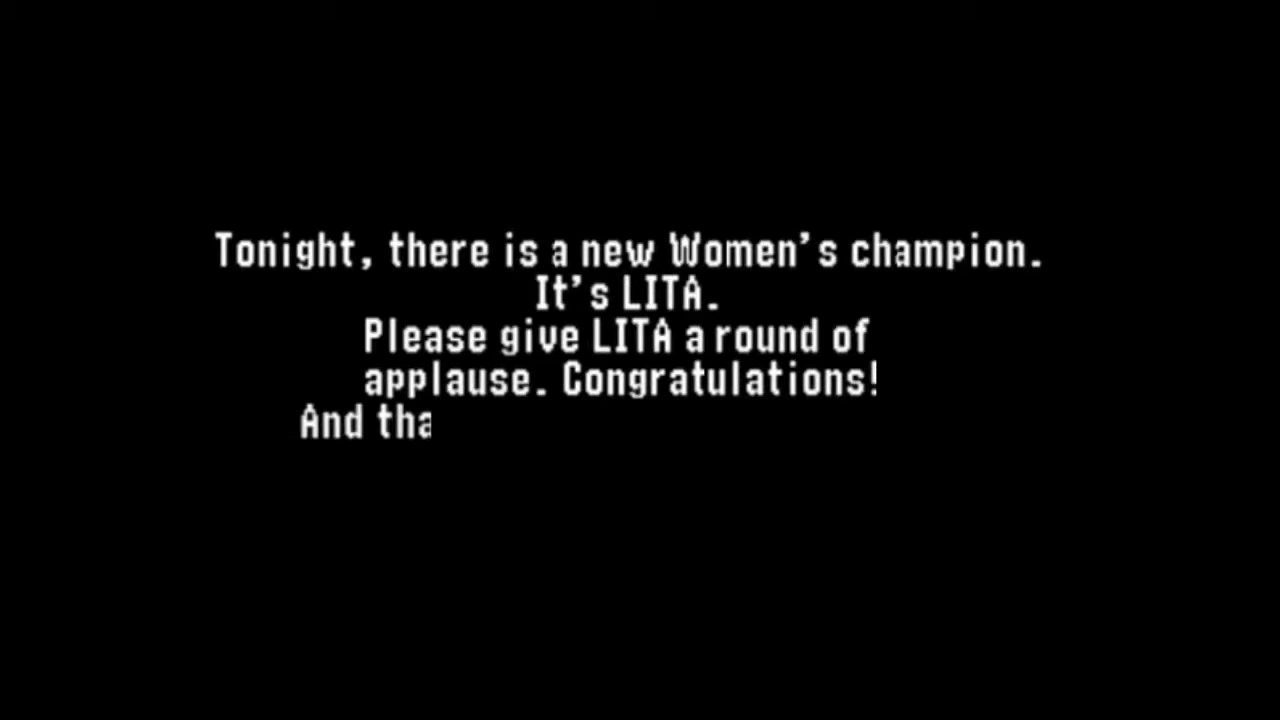 Tonight, there is a new Women's champion.
It's LITA.
Please give LITA a round of
applause. Congratulations!
And tha